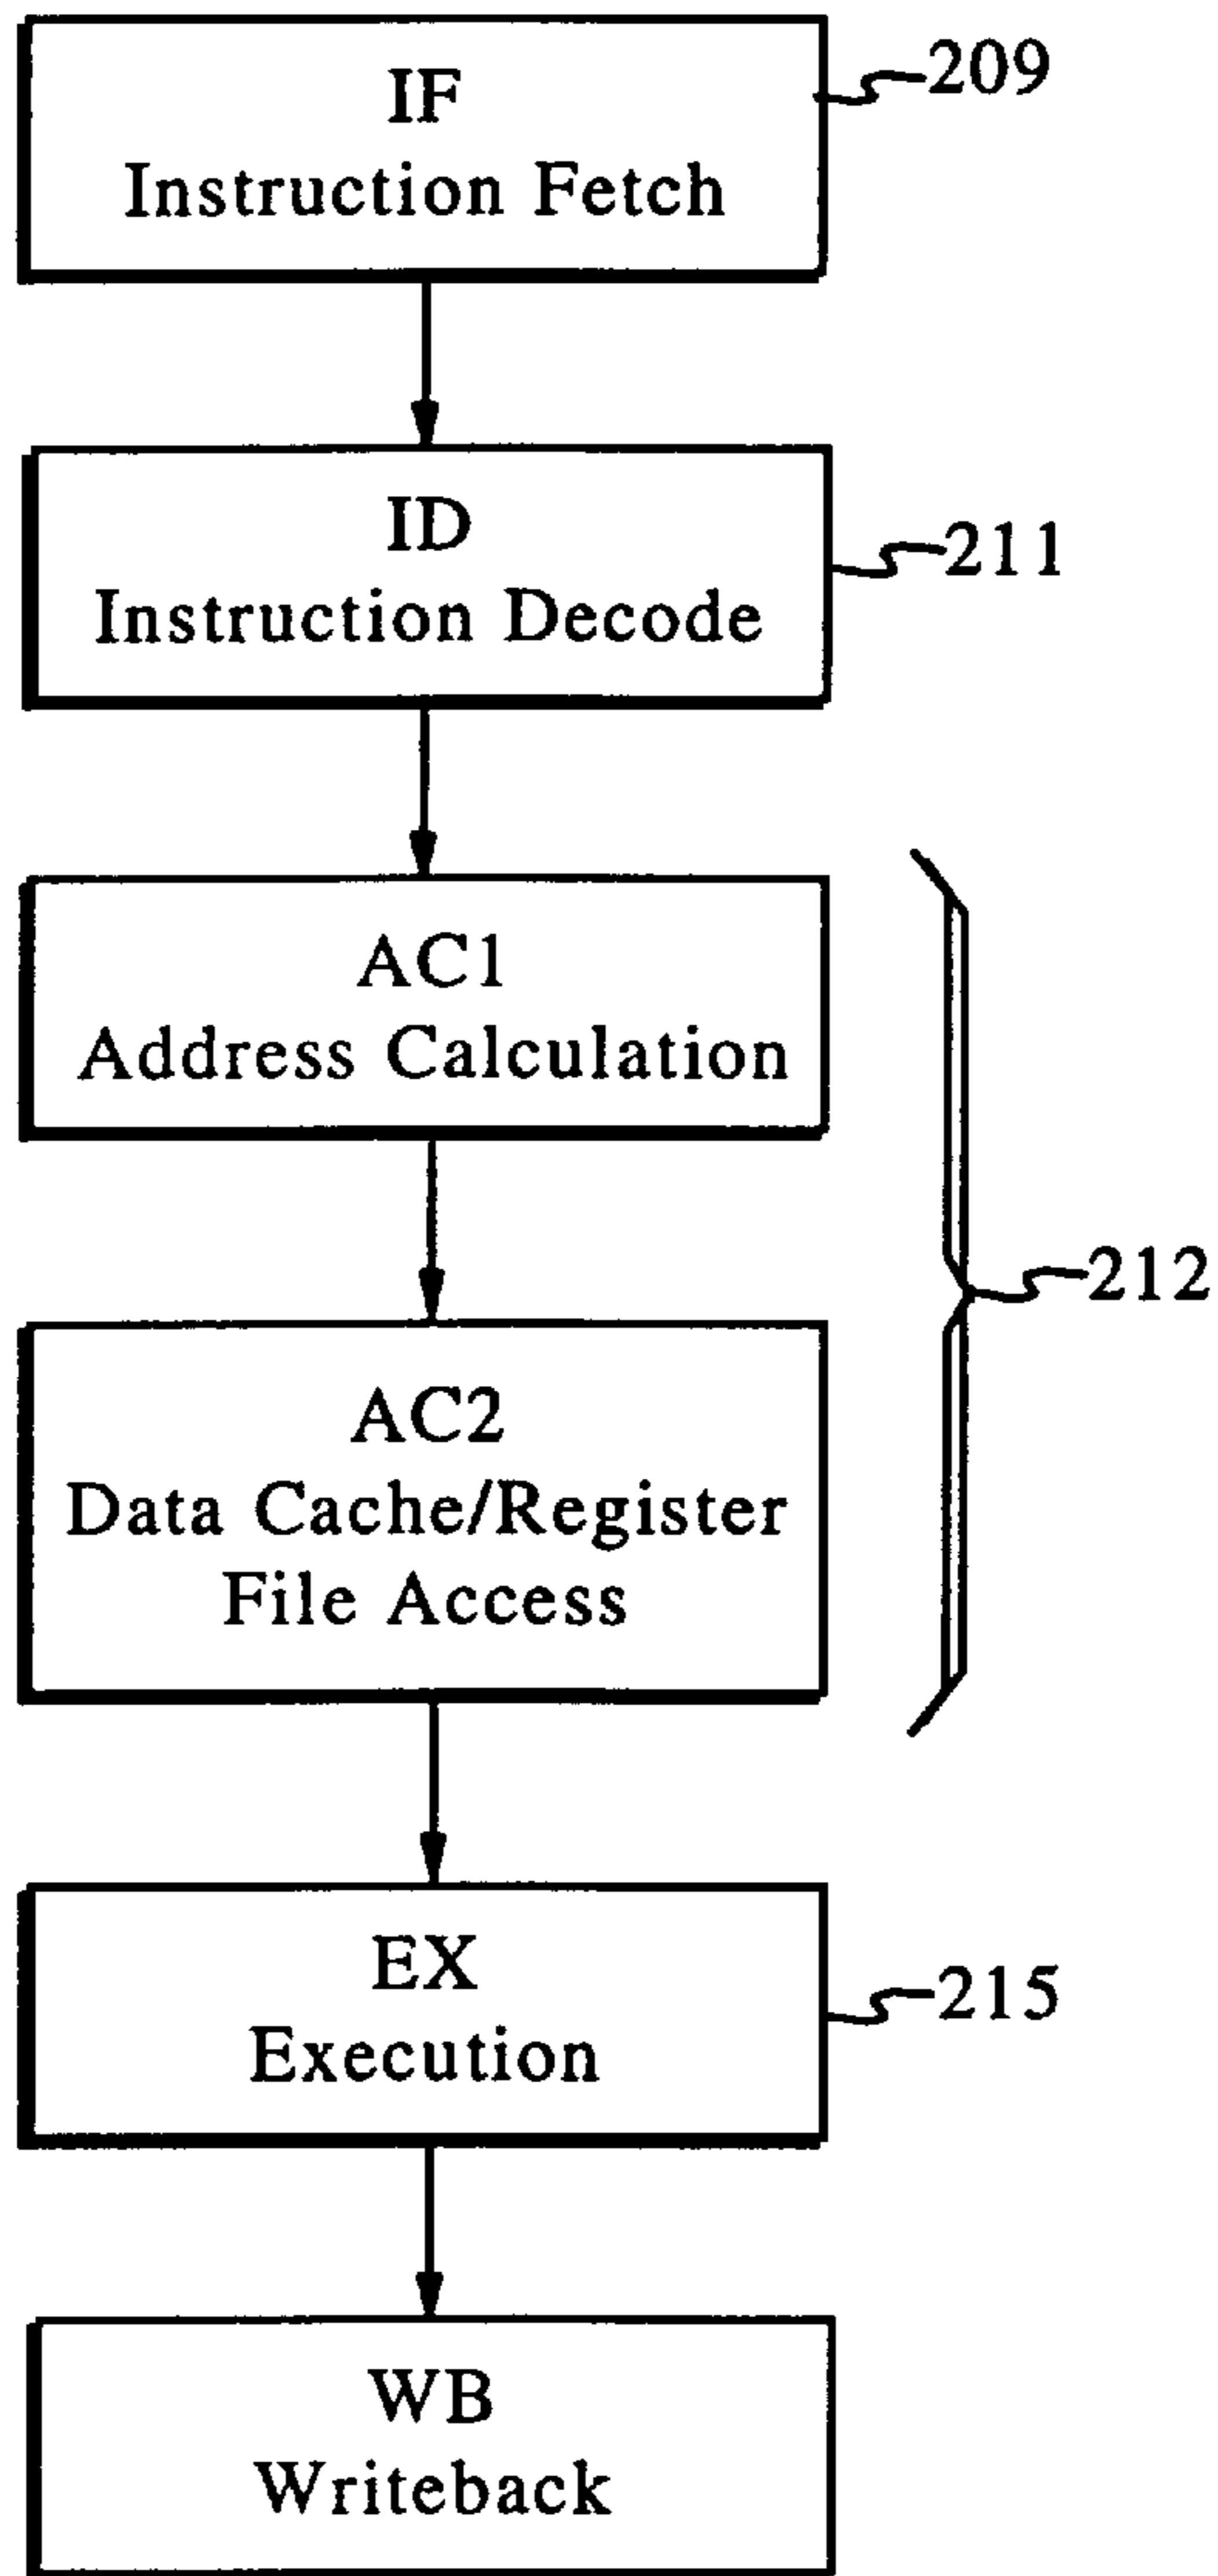 IF
Instruction Fetch
209
ID
Instruction Decode
211
AC1
Address Calculation
212
AC2
Data Cache/Register
File Access
EX
Execution
215
WB
Writeback